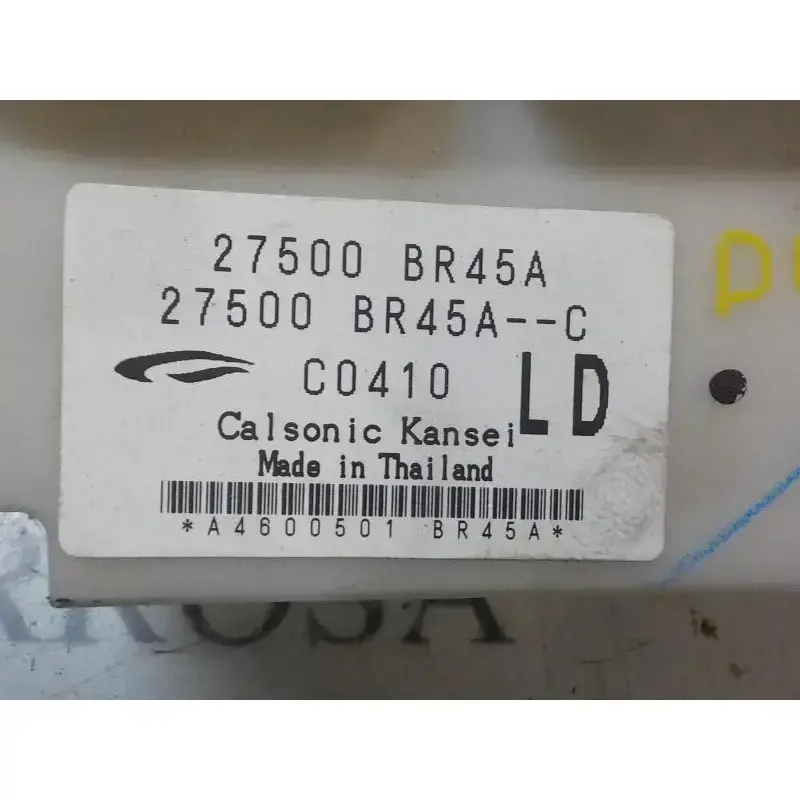 27500 BR45A
27500 BR45A--C
C0410 LD
Calsonic Kansei
Made in Thailand
*A4600501 BR45A*